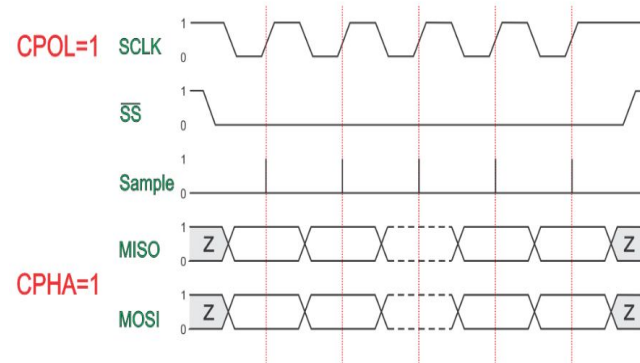 CPOL=1 SCLK 1 0
SS 1 0
Sample 1 0
MISO 1 0 Z Z
CPHA=1
MOSI 1 0 Z Z